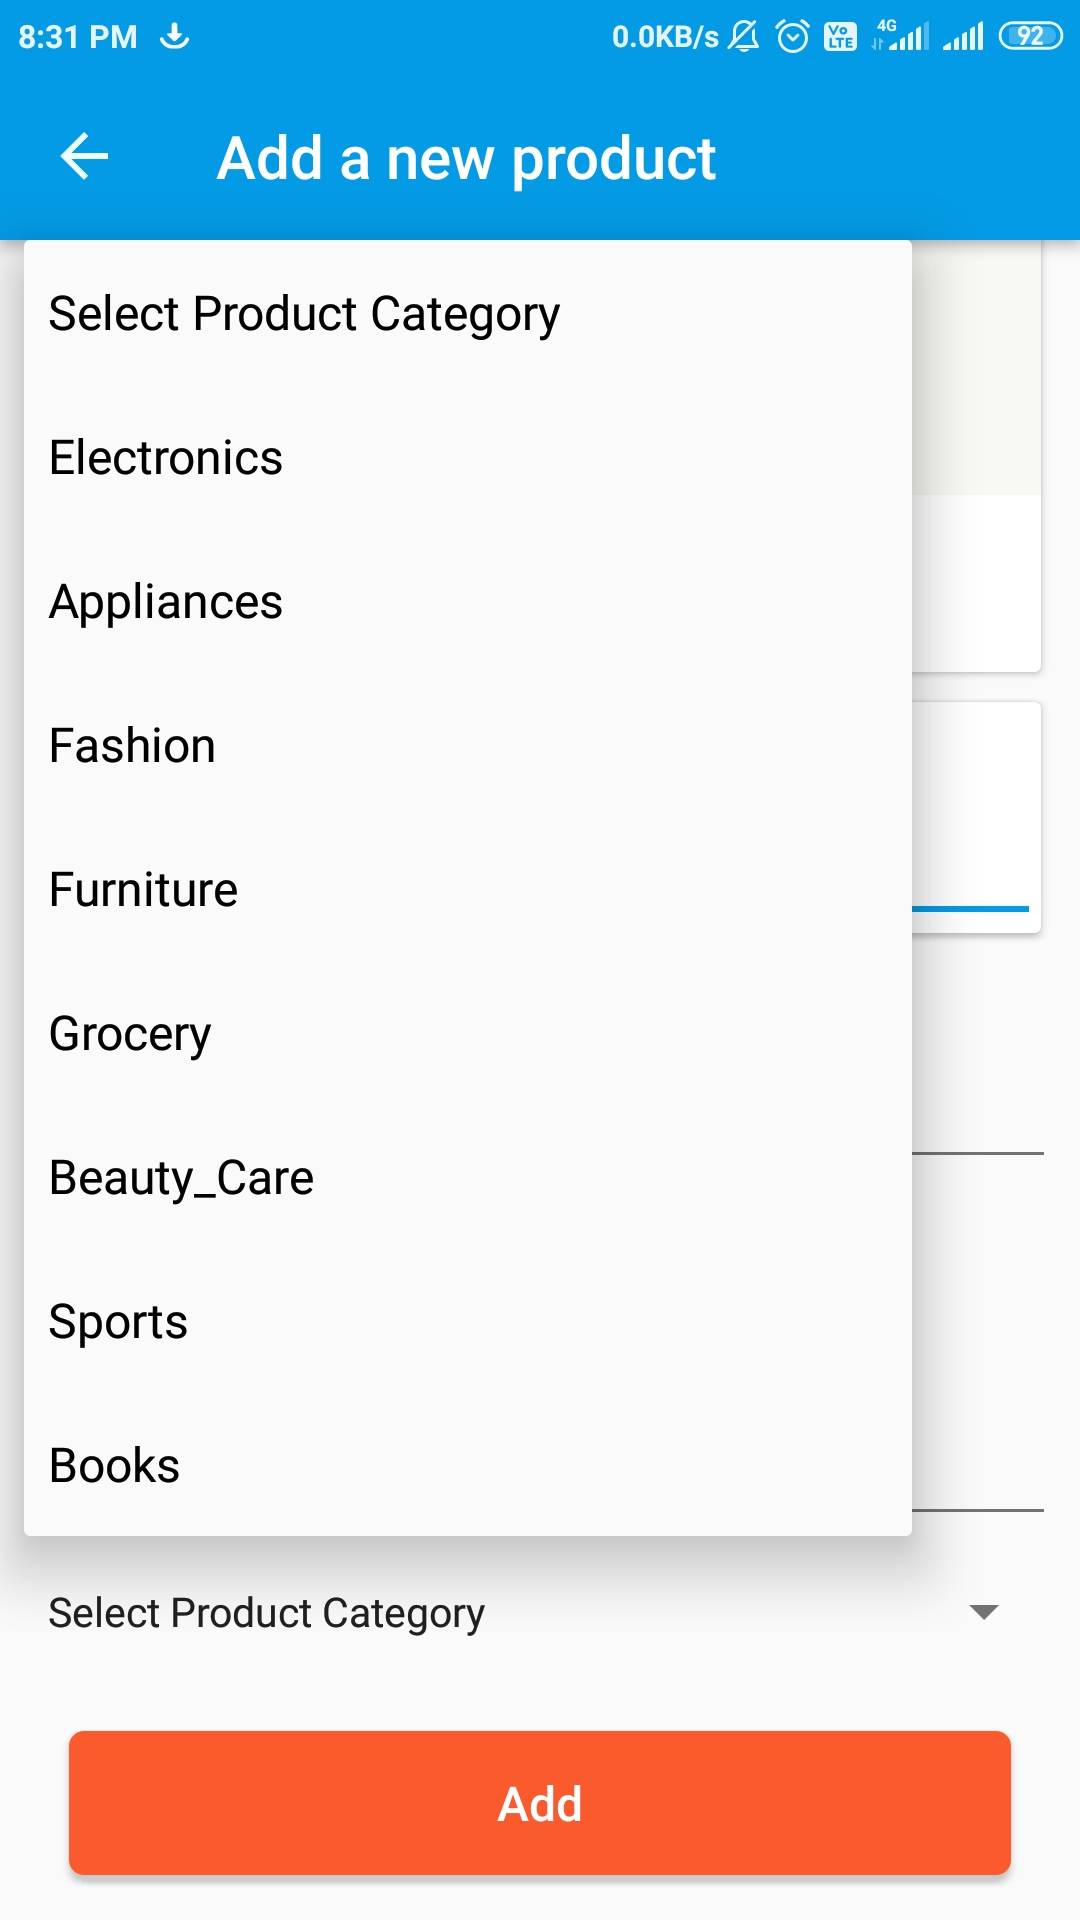 8:31 PM 0.0KB/s Vo LTE 4G 92
Add a new product
Select Product Category
Electronics
Appliances
Fashion
Furniture
Grocery
Beauty_Care
Sports
Books
Select Product Category
Add